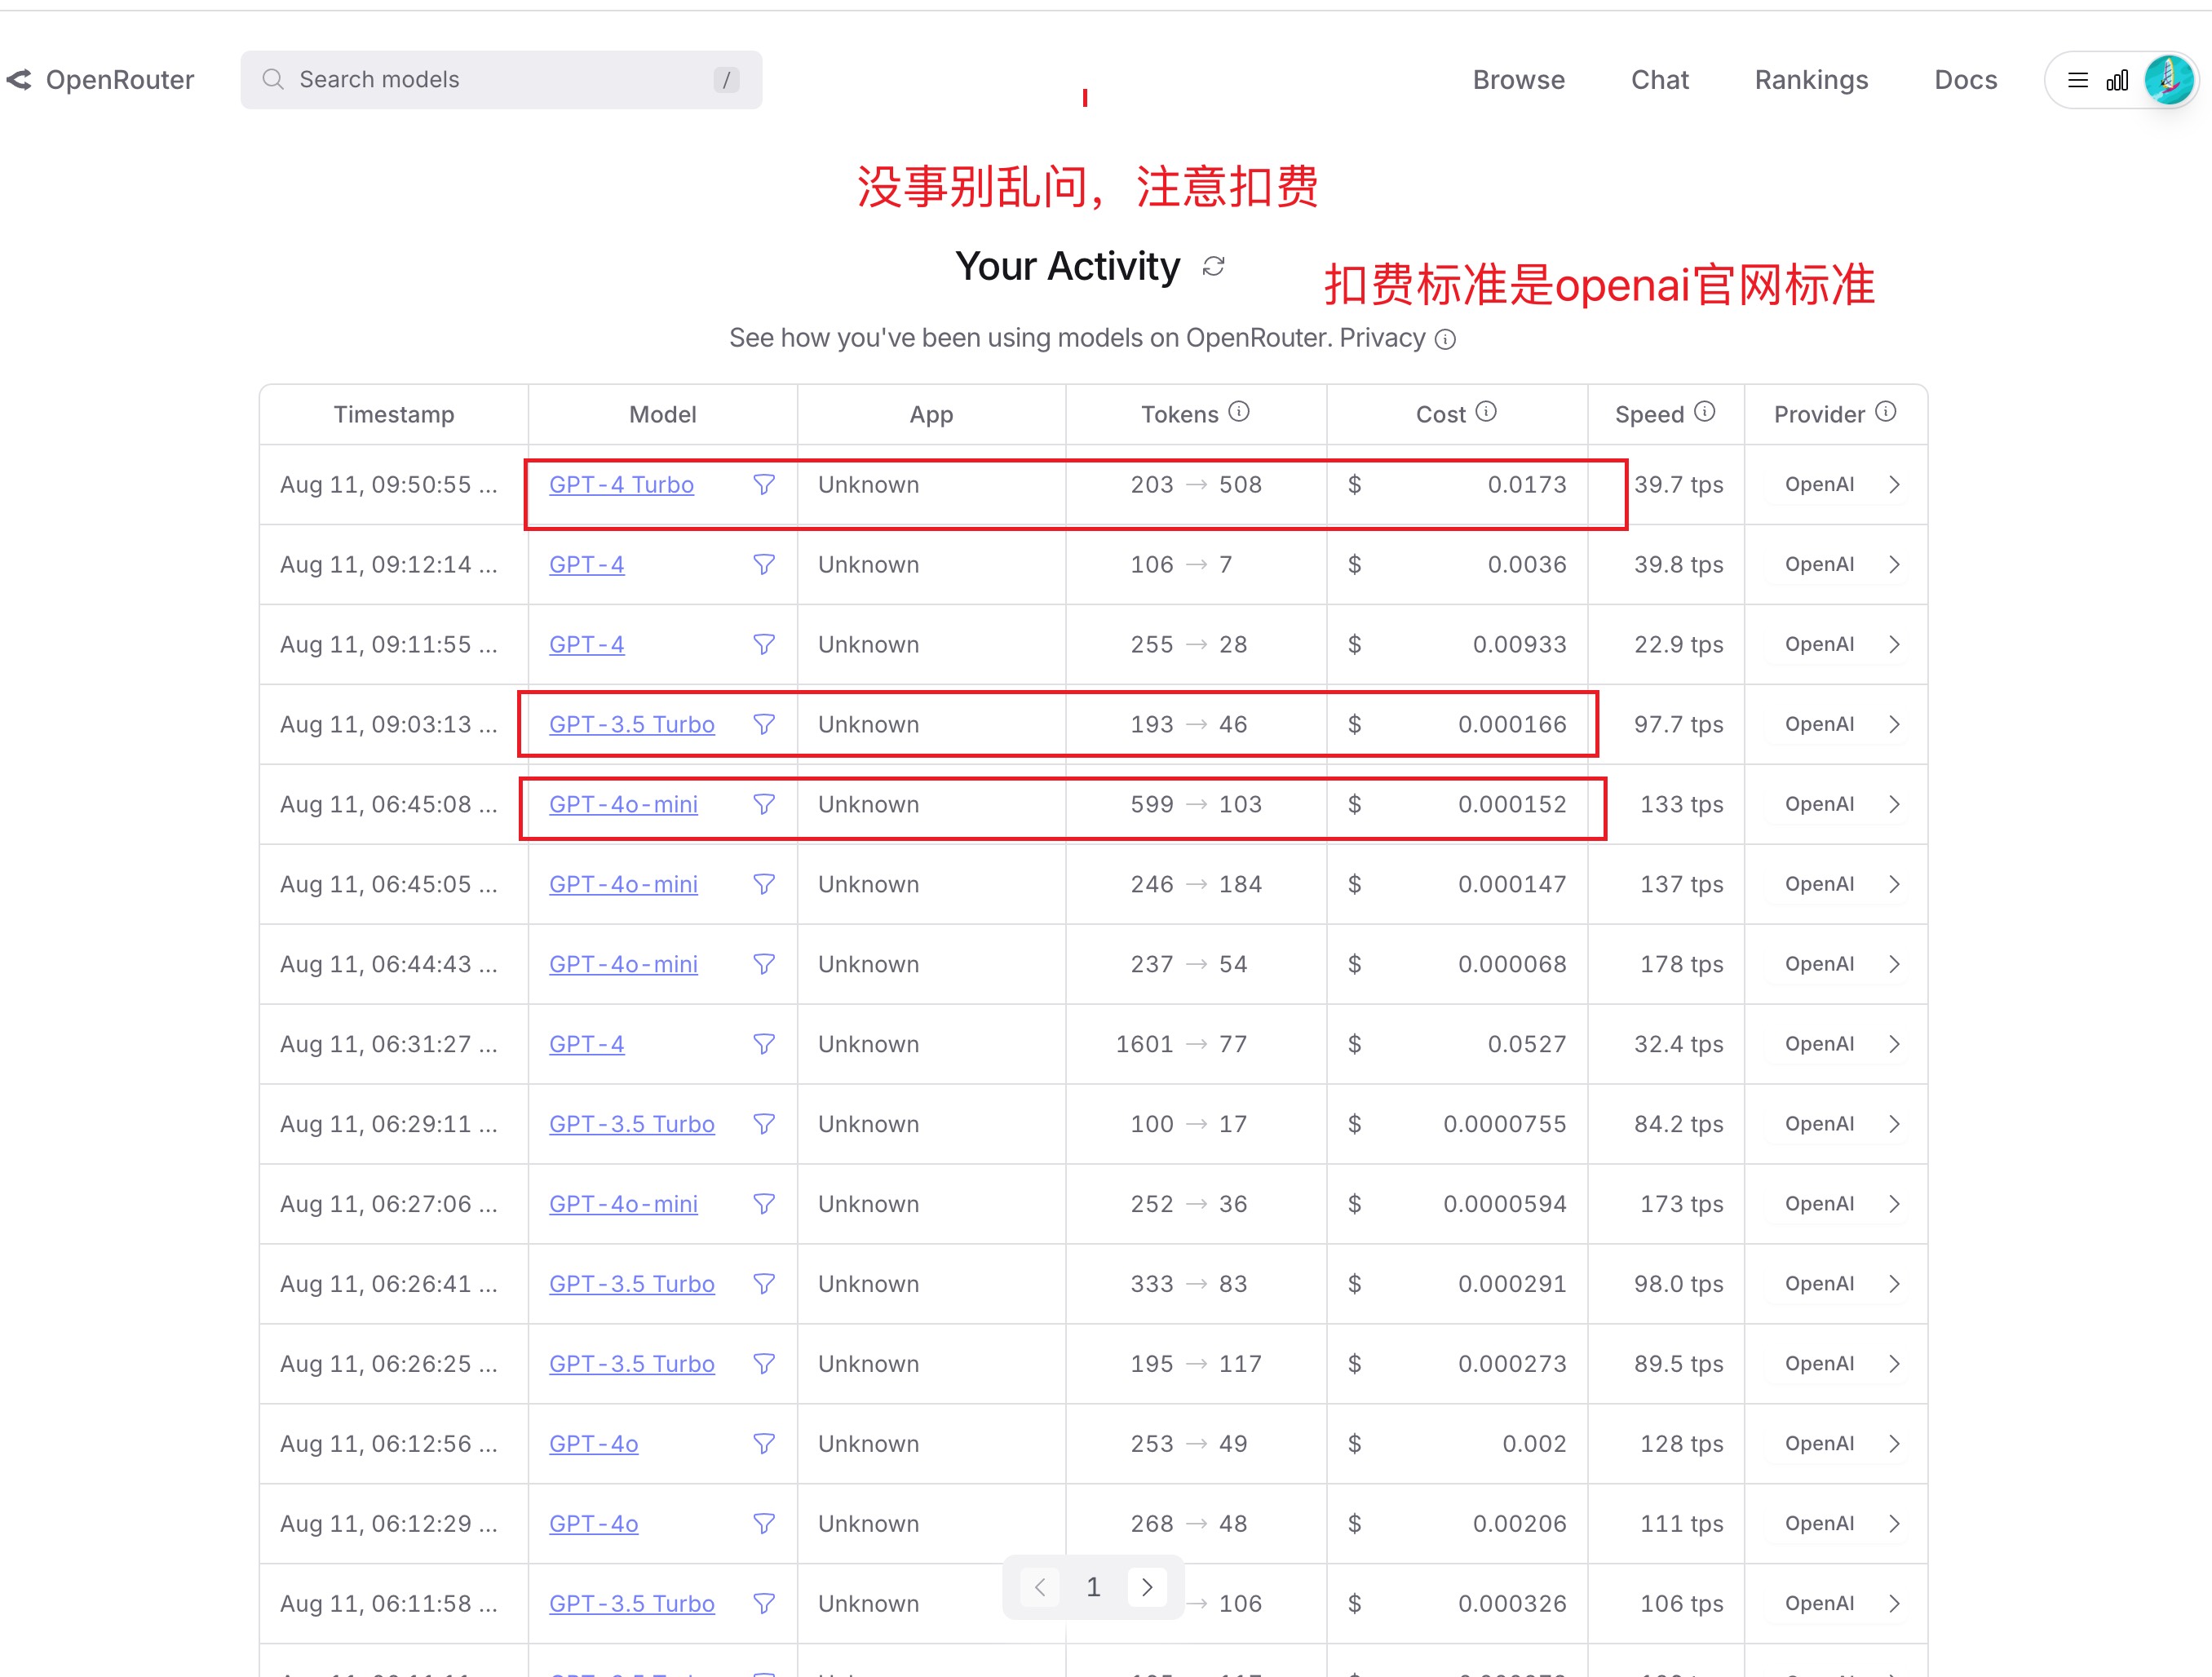 OpenRouter Search models / Browse Chat Rankings Docs
没事别乱问，注意扣费
Your Activity
扣费标准是openai官网标准
See how you've been using models on OpenRouter. Privacy
Timestamp Model App Tokens Cost Speed Provider
Aug 11, 09:50:55 ... GPT-4 Turbo Unknown 203 → 508 $ 0.0173 39.7 tps OpenAI
Aug 11, 09:12:14 ... GPT-4 Unknown 106 → 7 $ 0.0036 39.8 tps OpenAI
Aug 11, 09:11:55 ... GPT-4 Unknown 255 → 28 $ 0.00933 22.9 tps OpenAI
Aug 11, 09:03:13 ... GPT-3.5 Turbo Unknown 193 → 46 $ 0.000166 97.7 tps OpenAI
Aug 11, 06:45:08 ... GPT-4o-mini Unknown 599 → 103 $ 0.000152 133 tps OpenAI
Aug 11, 06:45:05 ... GPT-4o-mini Unknown 246 → 184 $ 0.000147 137 tps OpenAI
Aug 11, 06:44:43 ... GPT-4o-mini Unknown 237 → 54 $ 0.000068 178 tps OpenAI
Aug 11, 06:31:27 ... GPT-4 Unknown 1601 → 77 $ 0.0527 32.4 tps OpenAI
Aug 11, 06:29:11 ... GPT-3.5 Turbo Unknown 100 → 17 $ 0.0000755 84.2 tps OpenAI
Aug 11, 06:27:06 ... GPT-4o-mini Unknown 252 → 36 $ 0.0000594 173 tps OpenAI
Aug 11, 06:26:41 ... GPT-3.5 Turbo Unknown 333 → 83 $ 0.000291 98.0 tps OpenAI
Aug 11, 06:26:25 ... GPT-3.5 Turbo Unknown 195 → 117 $ 0.000273 89.5 tps OpenAI
Aug 11, 06:12:56 ... GPT-4o Unknown 253 → 49 $ 0.002 128 tps OpenAI
Aug 11, 06:12:29 ... GPT-4o Unknown 268 → 48 $ 0.00206 111 tps OpenAI
1
Aug 11, 06:11:58 ... GPT-3.5 Turbo Unknown → 106 $ 0.000326 106 tps OpenAI